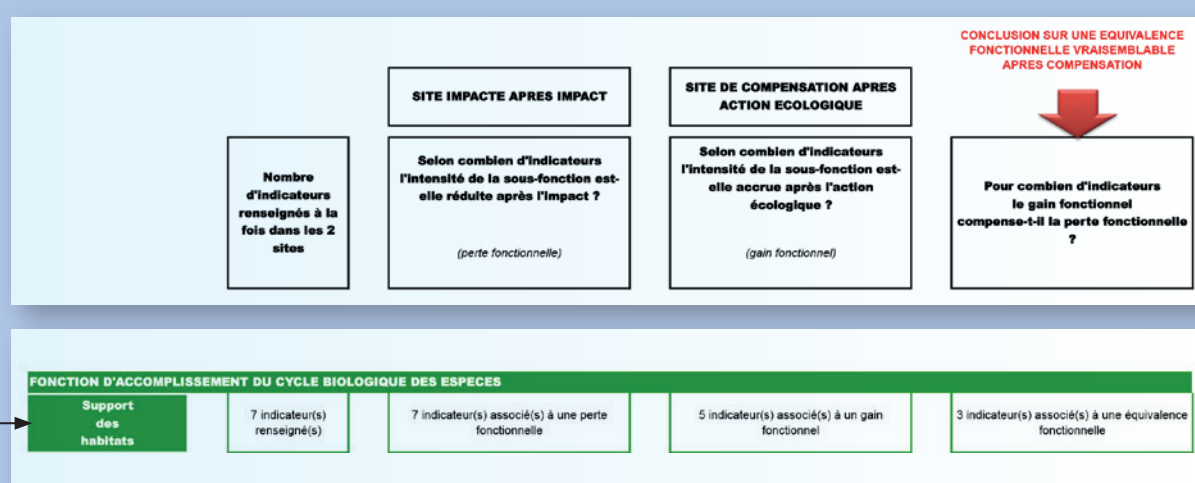 CONCLUSION SUR UNE EQUIVALENCE
FONCTIONNELLE VRAISEMBLABLE
APRES COMPENSATION
SITE IMPACTE APRES IMPACT
SITE DE COMPENSATION APRES
ACTION ECOLOGIQUE
Nombre
d'indicateurs
renseignés à la
fois dans les 2
sites
Selon combien d'indicateurs
l'intensité de la sous-fonction est-
elle réduite après l'impact ?
(perte fonctionnelle)
Selon combien d'indicateurs
l'intensité de la sous-fonction est-
elle accrue après l'action
écologique ?
(gain fonctionnel)
Pour combien d'indicateurs
le gain fonctionnel
compense-t-il la perte fonctionnelle
?
FONCTION D'ACCOMPLISSEMENT DU CYCLE BIOLOGIQUE DES ESPECES
Support
des
habitats
7 indicateur(s)
renseigné(s)
7 indicateur(s) associé(s) à une perte
fonctionnelle
5 indicateur(s) associé(s) à un gain
fonctionnel
3 indicateur(s) associé(s) à une équivalence
fonctionnelle